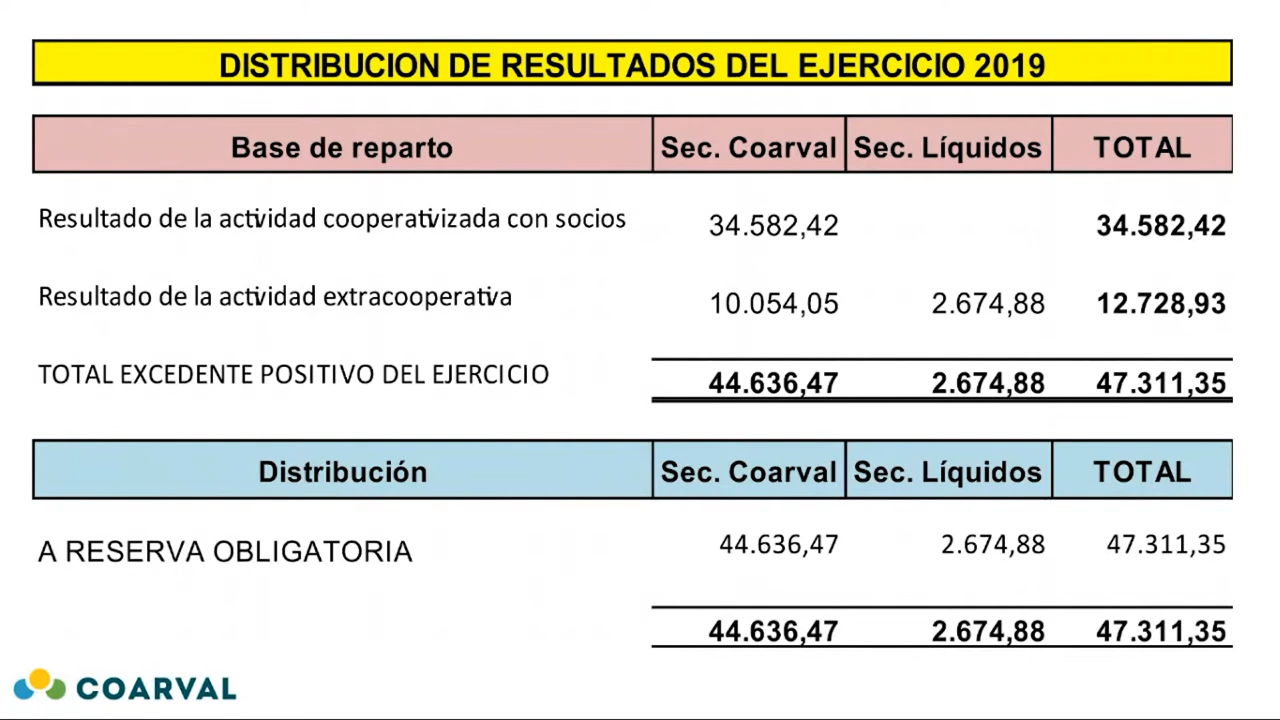 DISTRIBUCION DE RESULTADOS DEL EJERCICIO 2019
Base de reparto Sec. Coarval Sec. Líquidos TOTAL
Resultado de la actividad cooperativizada con socios 34.582,42 34.582,42
Resultado de la actividad extracooperativa 10.054,05 2.674,88 12.728,93
TOTAL EXCEDENTE POSITIVO DEL EJERCICIO 44.636,47 2.674,88 47.311,35
Distribución Sec. Coarval Sec. Líquidos TOTAL
A RESERVA OBLIGATORIA 44.636,47 2.674,88 47.311,35
44.636,47 2.674,88 47.311,35
COARVAL